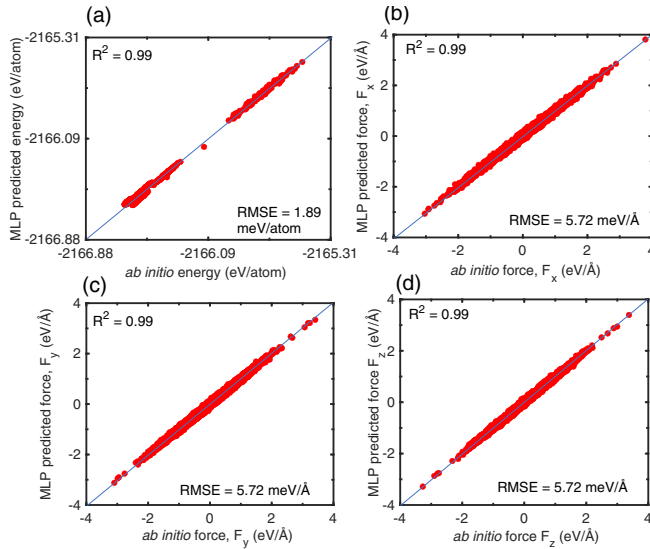 (a)
R² = 0.99
MLP predicted energy (eV/atom)
-2165.31
-2166.09
-2166.88
-2166.88
-2166.09
-2165.31
RMSE = 1.89
meV/atom
ab initio energy (eV/atom)
(b)
R² = 0.99
MLP predicted force, Fₓ (eV/Å)
4
2
0
-2
-4
-4
-2
0
2
4
RMSE = 5.72 meV/Å
ab initio force, Fₓ (eV/Å)
(c)
R² = 0.99
MLP predicted force, F_y (eV/Å)
4
2
0
-2
-4
-4
-2
0
2
4
RMSE = 5.72 meV/Å
ab initio force, F_y (eV/Å)
(d)
R² = 0.99
MLP predicted force F_z (eV/Å)
4
2
0
-2
-4
-4
-2
0
2
4
RMSE = 5.72 meV/Å
ab initio force F_z (eV/Å)